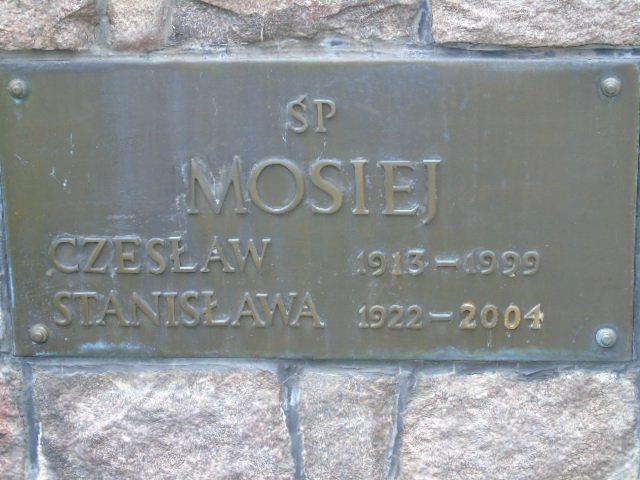 ŚP
MOSIEJ
CZESŁAW 1913-1999
STANISŁAWA 1922-2004